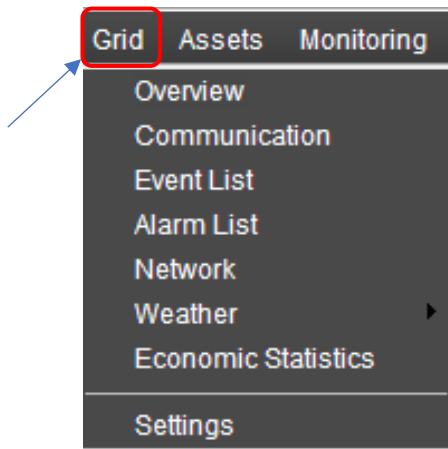 Grid Assets Monitoring
Overview
Communication
Event List
Alarm List
Network
Weather
Economic Statistics
Settings